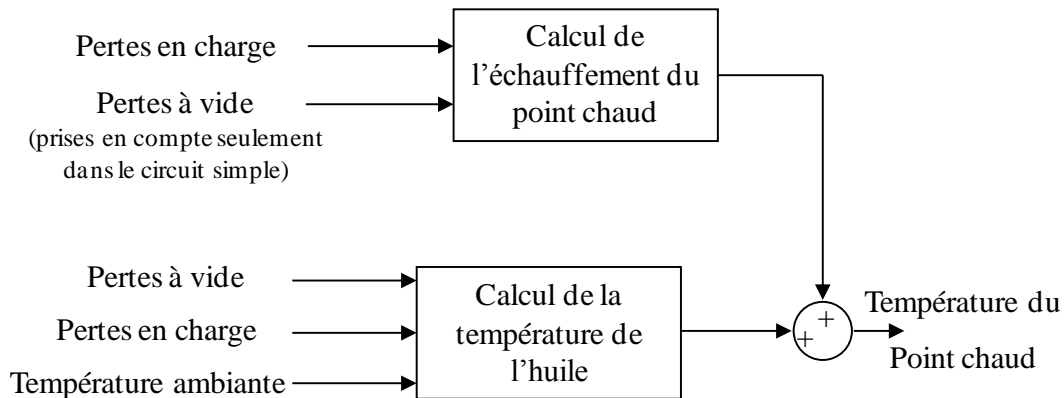 Pertes en charge
Pertes à vide
(prises en compte seulement
dans le circuit simple)
Calcul de
l’échauffement du
point chaud
Pertes à vide
Pertes en charge
Température ambiante
Calcul de la
température de
l’huile
+
+
Température du
Point chaud